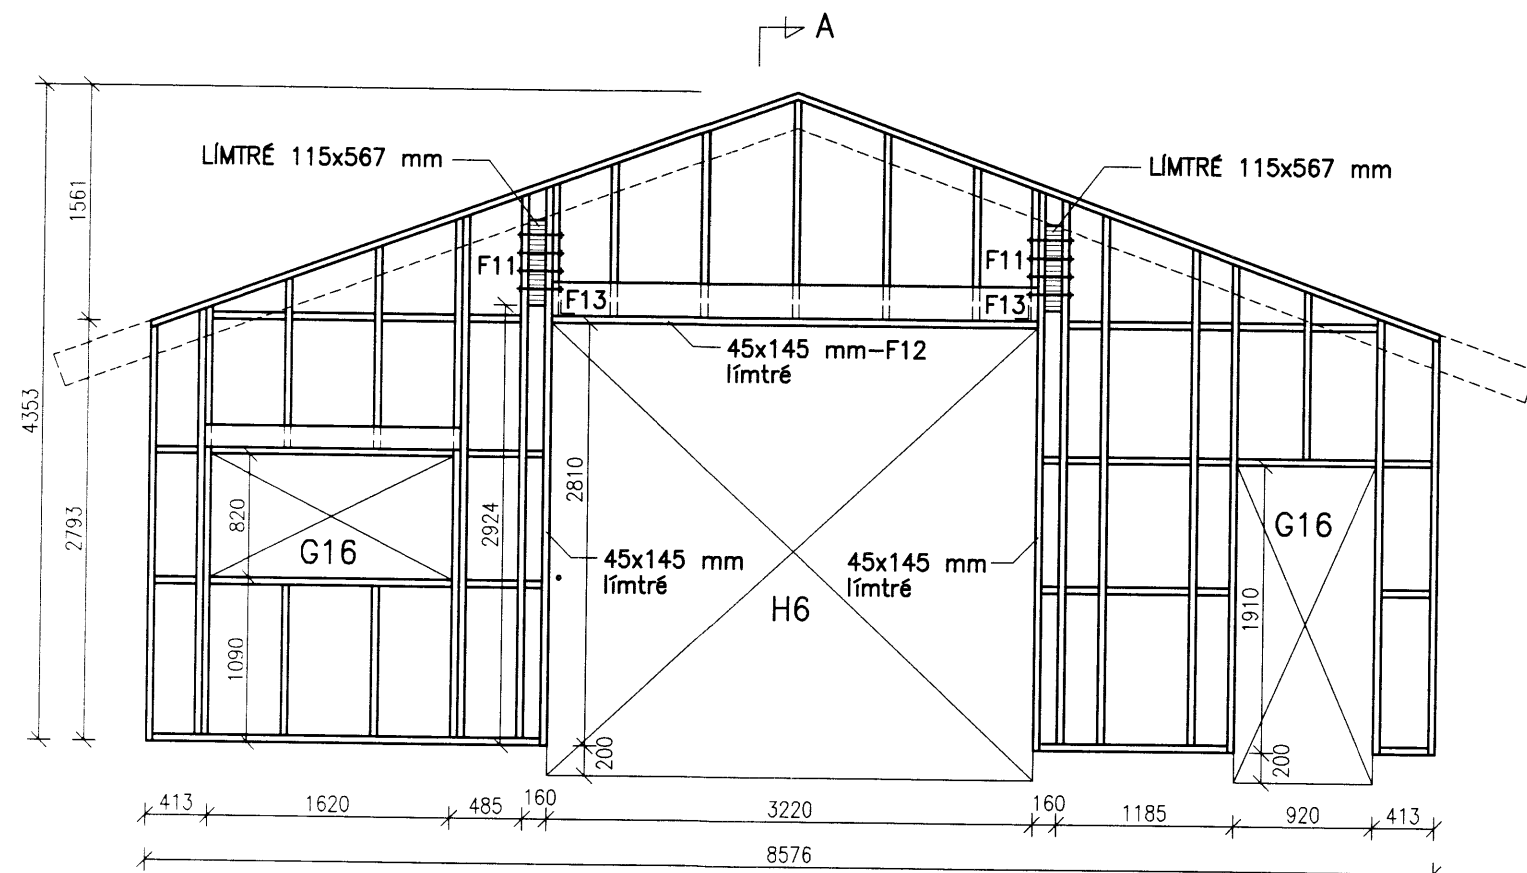 A
LÍMTRÉ 115x567 mm
LÍMTRÉ 115x567 mm
1561
F11
F11
F13
F13
45x145 mm-F12
límtré
4353
2793
820
2810
2924
G16
G16
45x145 mm
límtré
45x145 mm
límtré
H6
1910
1090
200
200
413
1620
485
160
3220
160
1185
920
413
8576